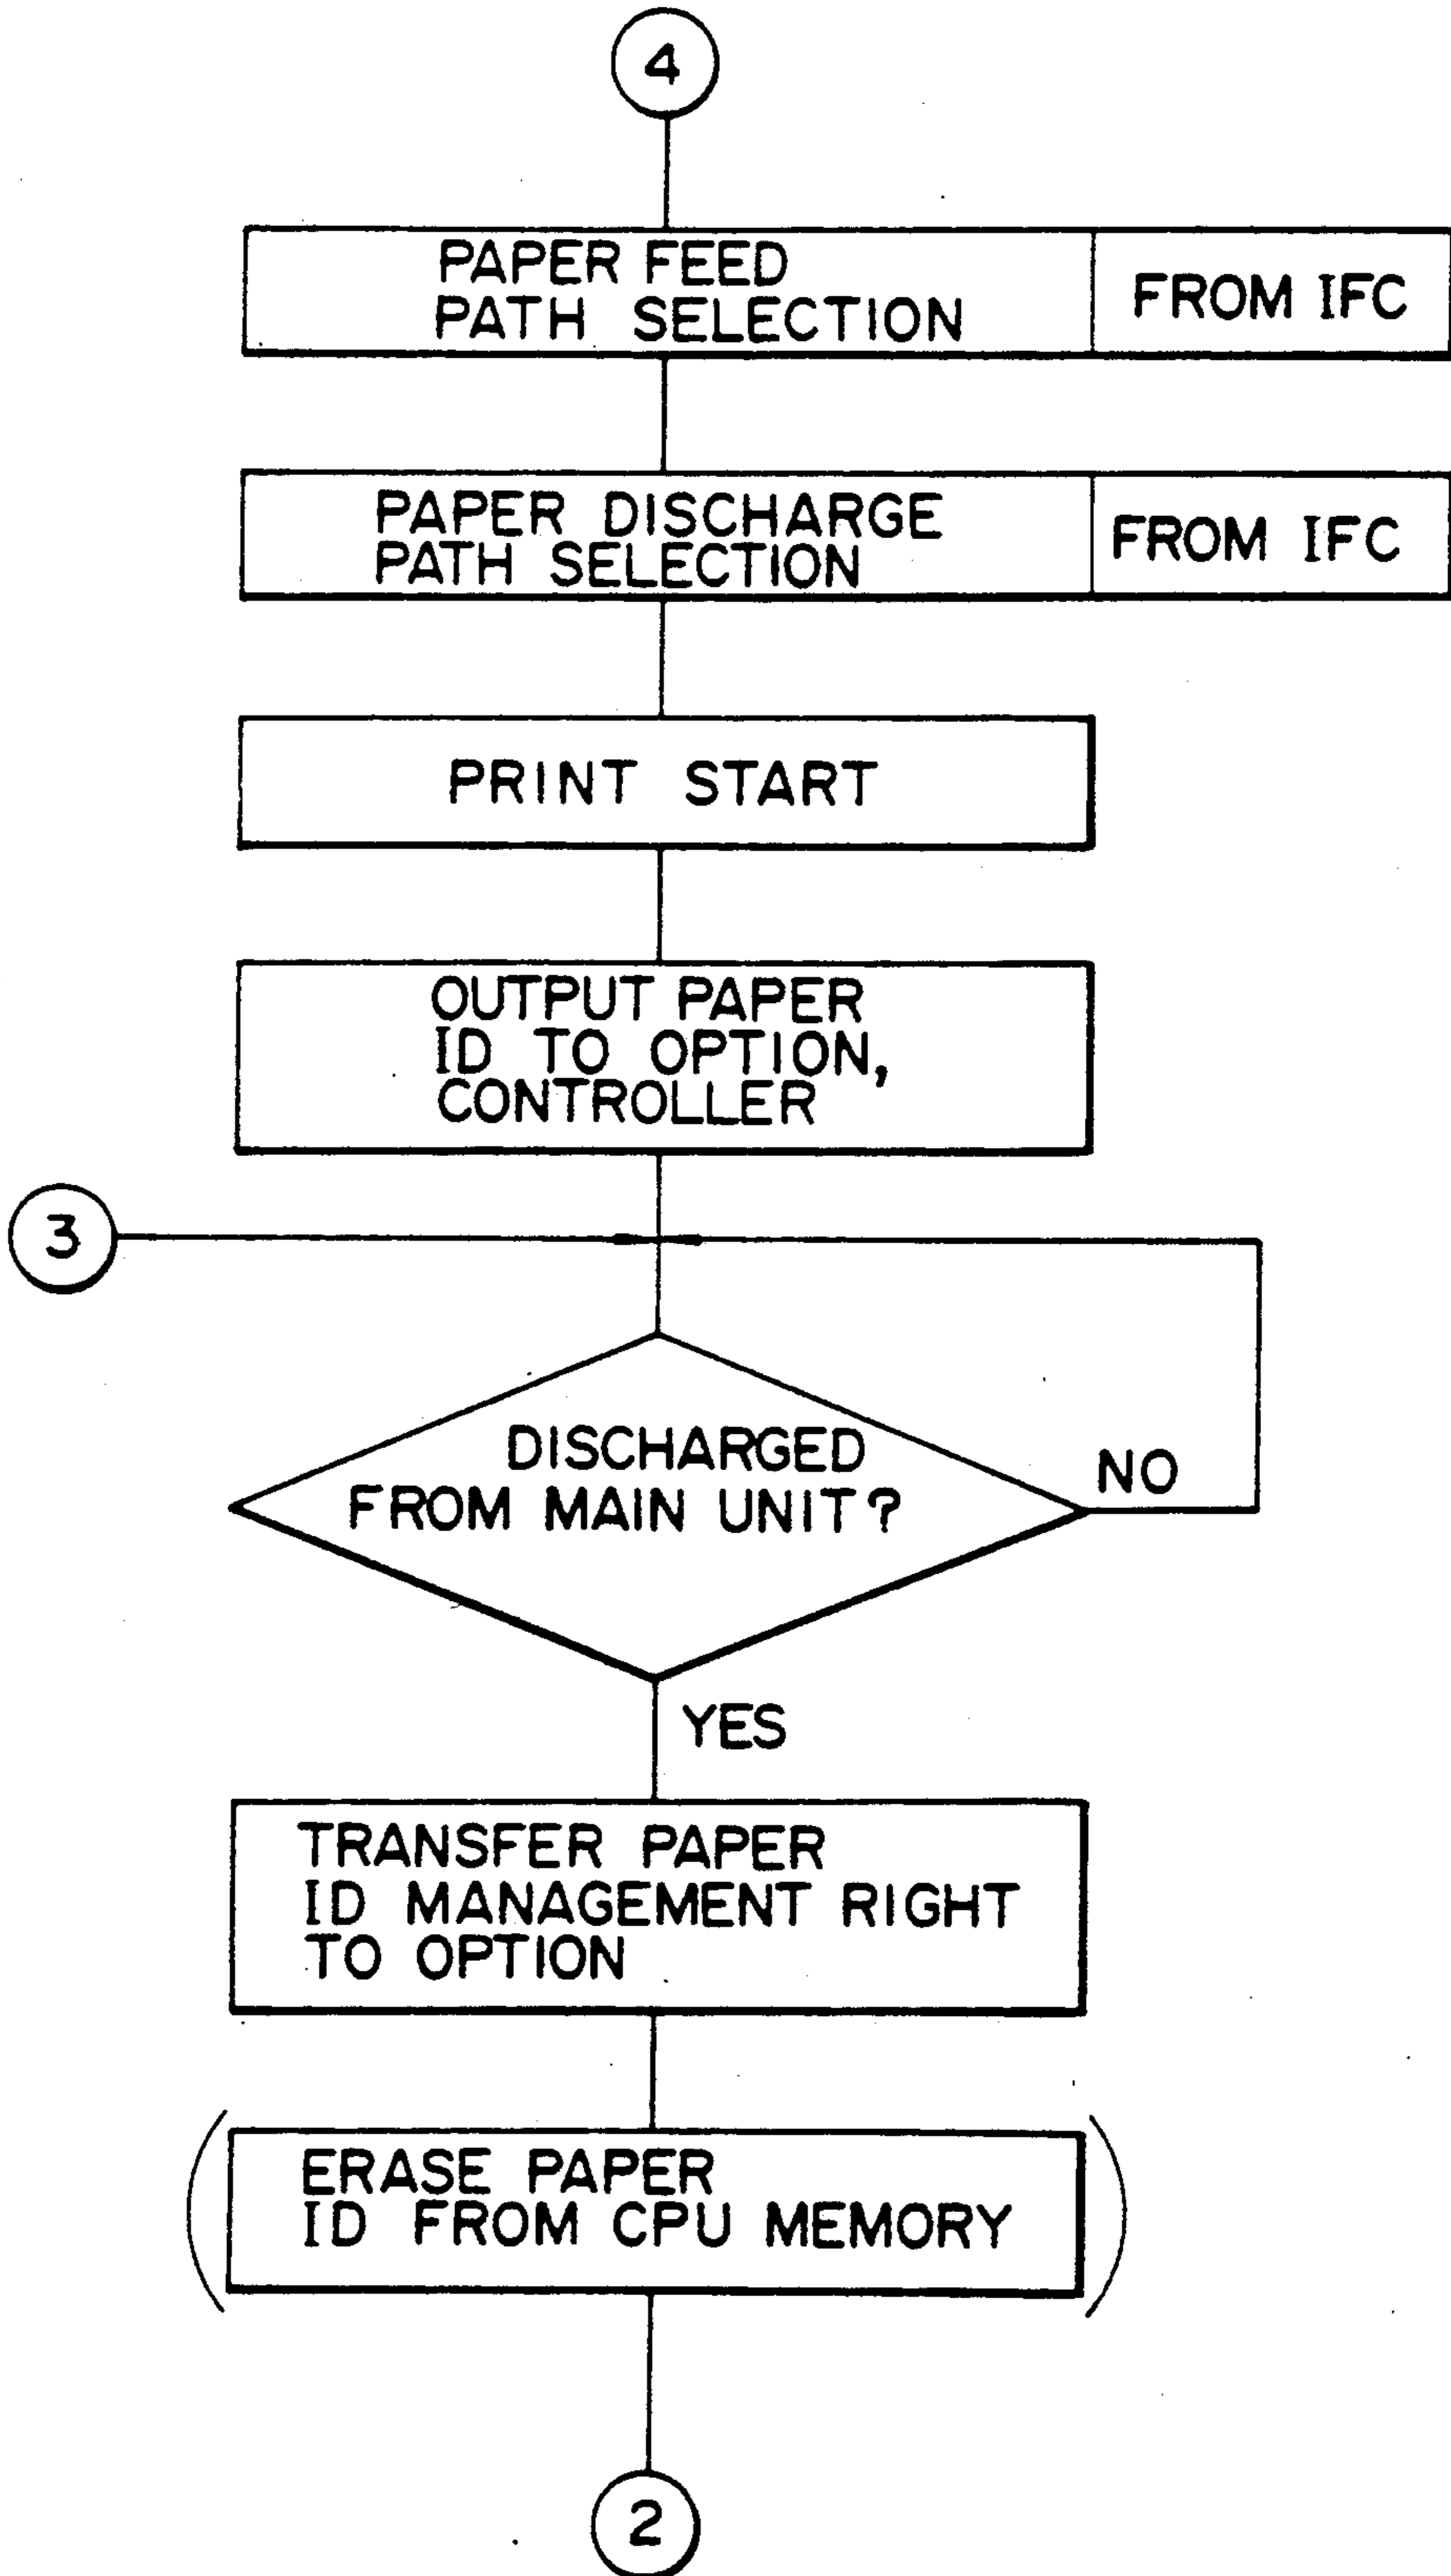 4
PAPER FEED
PATH SELECTION
FROM IFC
PAPER DISCHARGE
PATH SELECTION
FROM IFC
PRINT START
OUTPUT PAPER
ID TO OPTION,
CONTROLLER
3
DISCHARGED
FROM MAIN UNIT?
NO
YES
TRANSFER PAPER
ID MANAGEMENT RIGHT
TO OPTION
ERASE PAPER
ID FROM CPU MEMORY
2